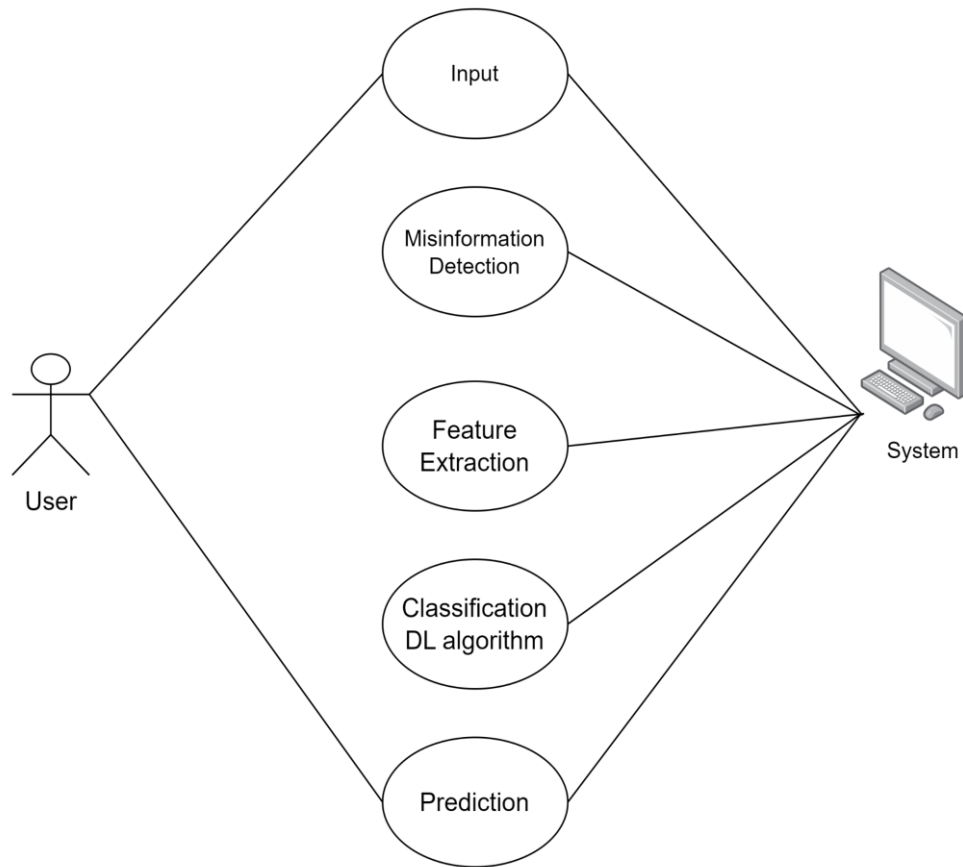 Input
Misinformation
Detection
Feature
Extraction
System
User
Classification
DL algorithm
Prediction